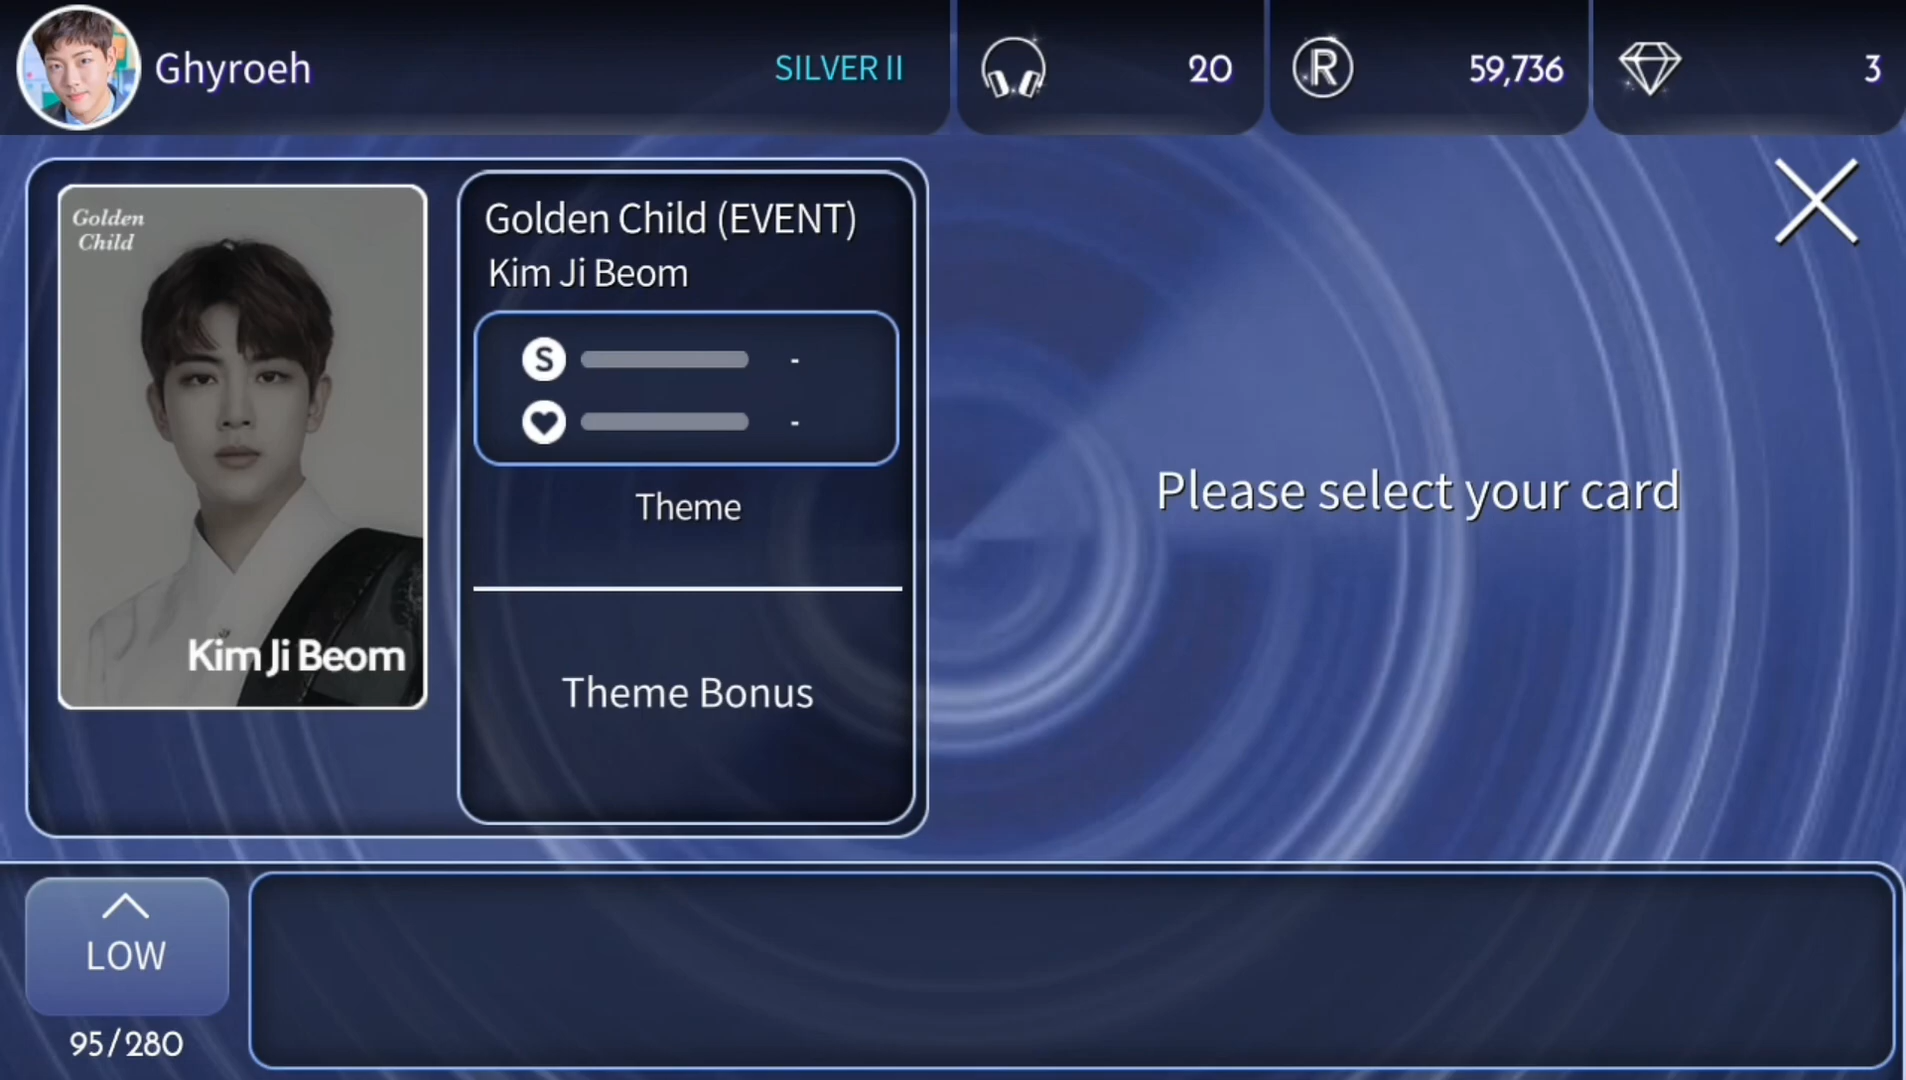 Ghyroeh
SILVER II
20
R
59,736
3
Golden
Child
Kim Ji Beom
Golden Child (EVENT)
Kim Ji Beom
S
-
-
Theme
Theme Bonus
Please select your card
LOW
95/280